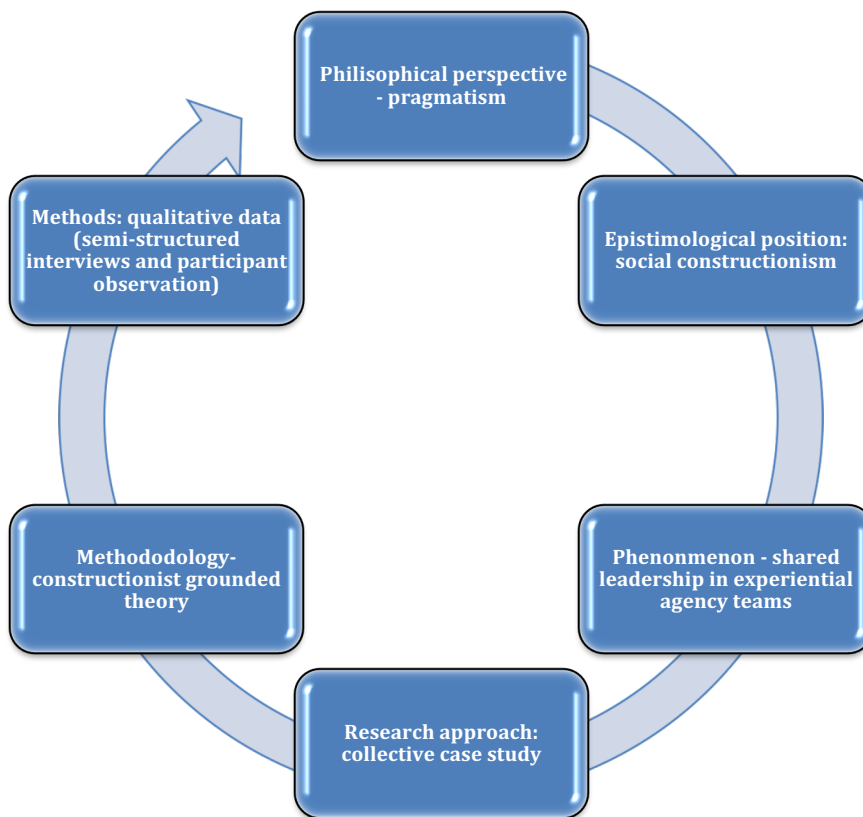 Philisophical perspective
- pragmatism
Epistimological position:
social constructionism
Phenonmenon - shared
leadership in experiential
agency teams
Research approach:
collective case study
Methododology-
constructionist grounded
theory
Methods: qualitative data
(semi-structured
interviews and participant
observation)